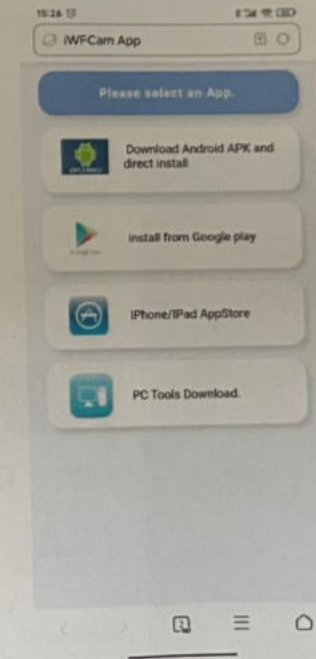 15:26
iWFCam App
Please select an App.
Download Android APK and
direct install
Install from Google play
iPhone/IPad AppStore
PC Tools Download.
2